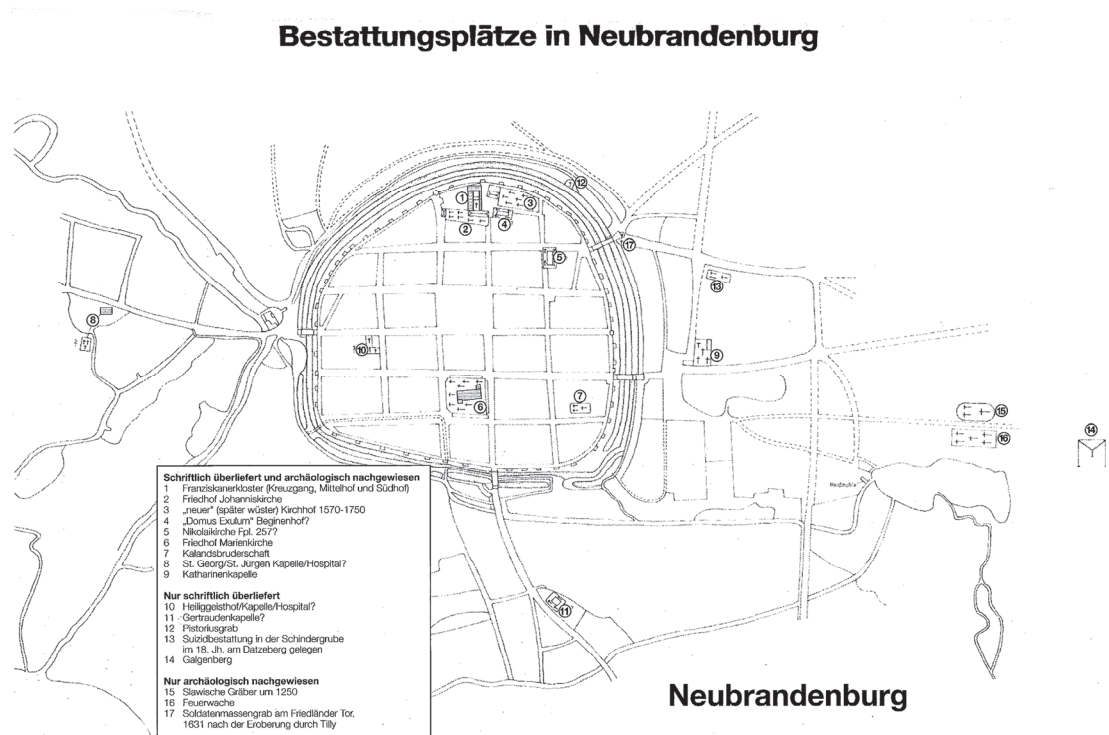 Bestattungsplätze in Neubrandenburg
12
1
3
2
4
17
5
13
8
10
9
6
7
15
16
14
Heidmühle
11
Schriftlich überliefert und archäologisch nachgewiesen
1 Franziskanerkloster (Kreuzgang, Mittelhof und Südhof)
2 Friedhof Johanniskirche
3 „neuer“ (später wüster) Kirchhof 1570-1750
4 „Domus Exulum“ Beginenhof?
5 Nikolaikirche Fpl. 257?
6 Friedhof Marienkirche
7 Kalandsbruderschaft
8 St. Georg/St. Jürgen Kapelle/Hospital?
9 Katharinenkapelle
Nur schriftlich überliefert
10 Heiliggeisthof/Kapelle/Hospital?
11 Gertraudenkapelle?
12 Pistoriusgrab
13 Suizidbestattung in der Schindergrube
im 18. Jh. am Datzeberg gelegen
14 Galgenberg
Nur archäologisch nachgewiesen
15 Slawische Gräber um 1250
16 Feuerwache
17 Soldatenmassengrab am Friedländer Tor,
1631 nach der Eroberung durch Tilly
Neubrandenburg